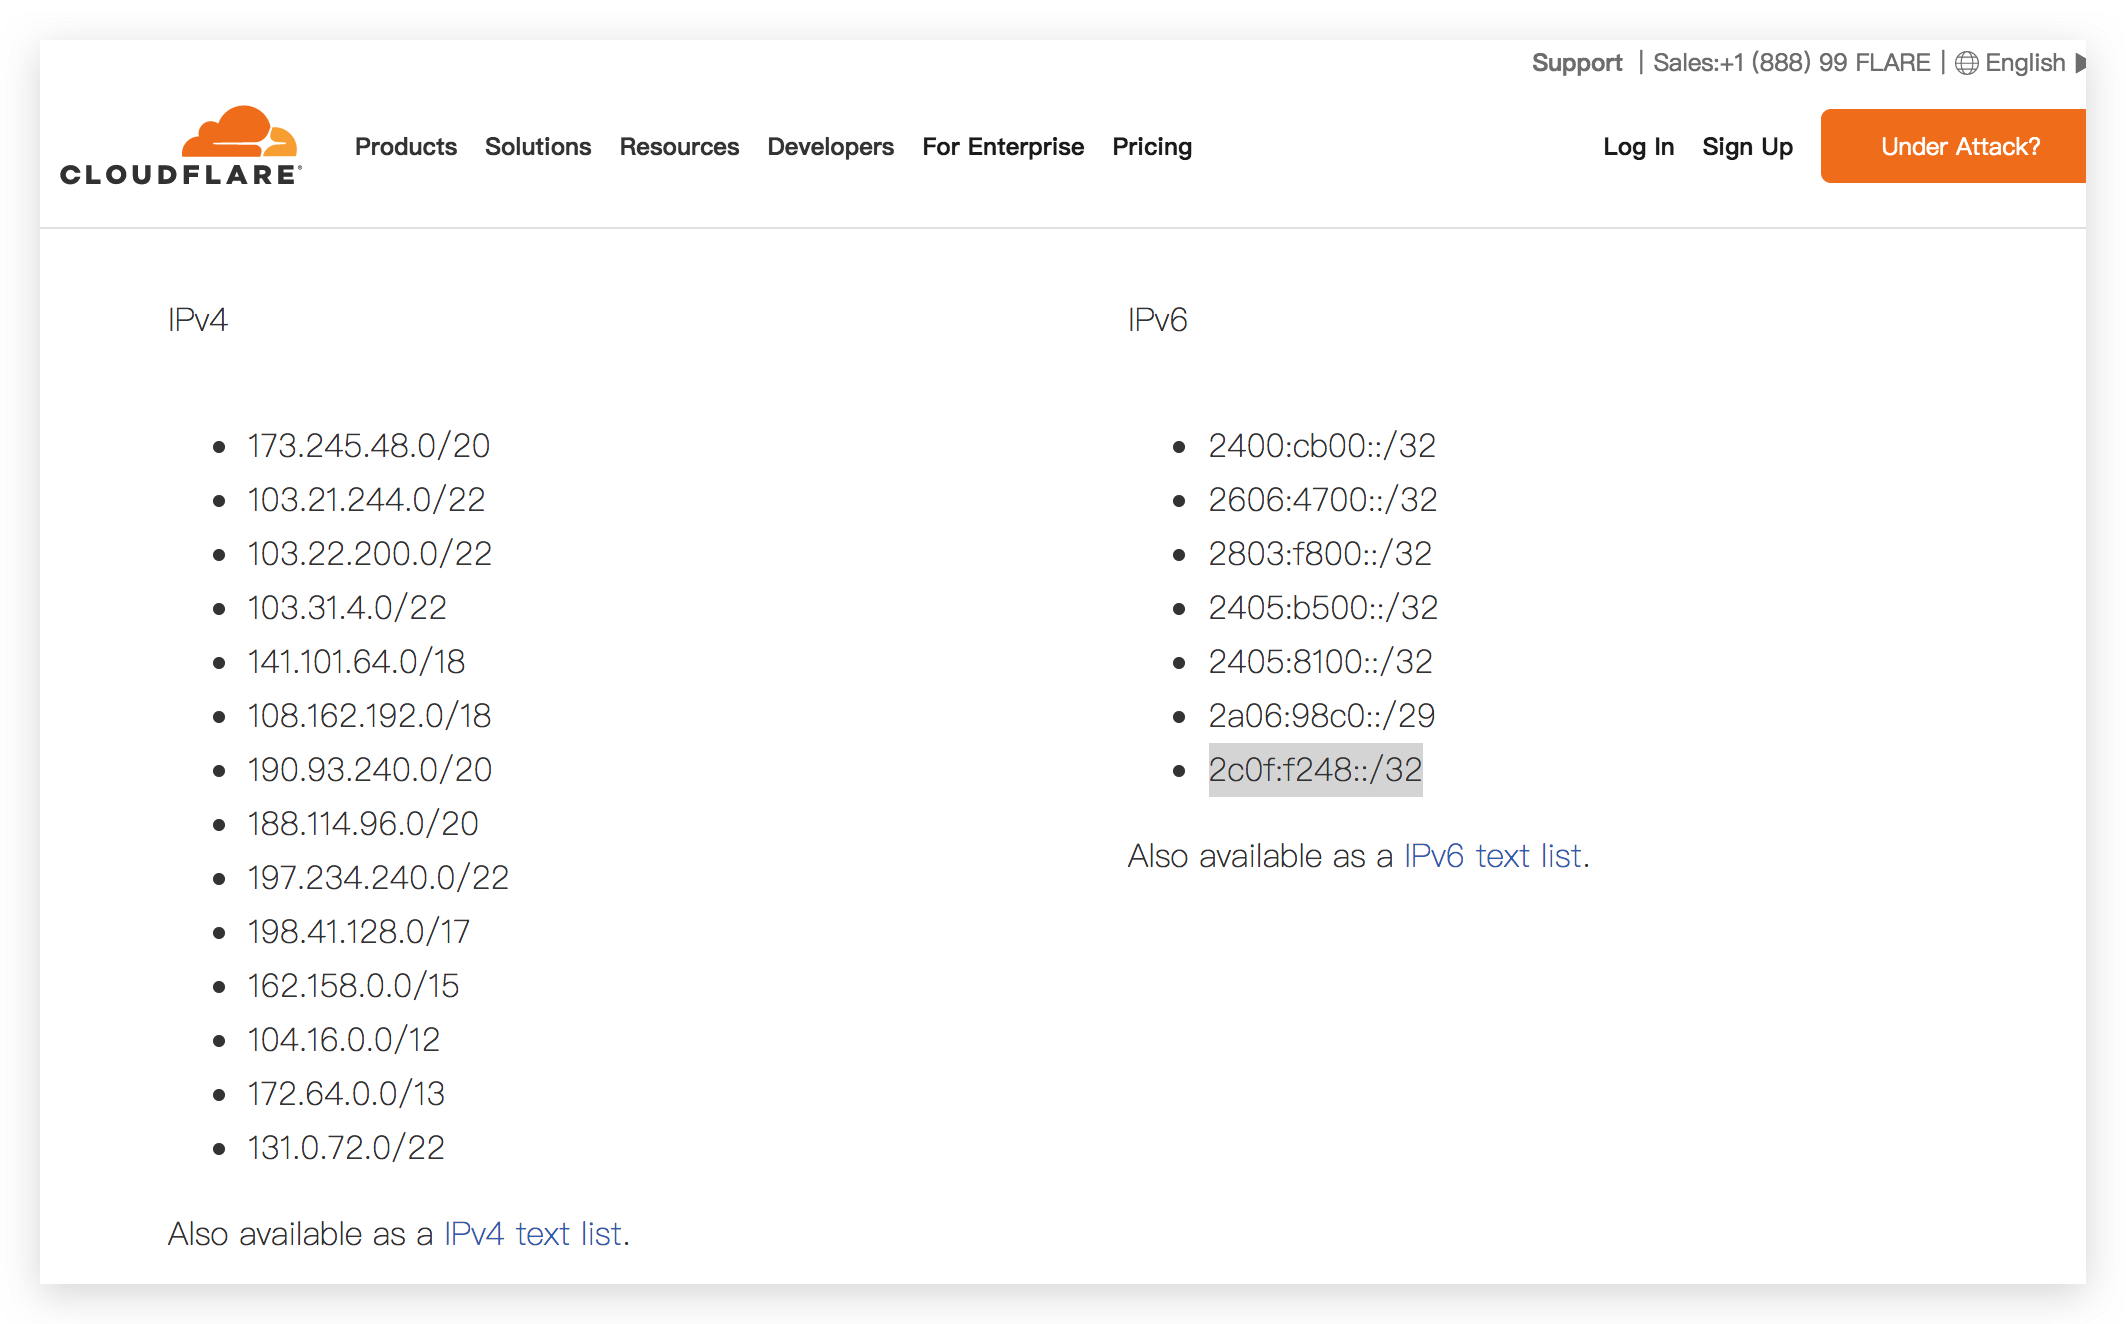 Support | Sales:+1 (888) 99 FLARE | English
CLOUDFLARE
Products Solutions Resources Developers For Enterprise Pricing Log In Sign Up Under Attack?
IPv4
173.245.48.0/20
103.21.244.0/22
103.22.200.0/22
103.31.4.0/22
141.101.64.0/18
108.162.192.0/18
190.93.240.0/20
188.114.96.0/20
197.234.240.0/22
198.41.128.0/17
162.158.0.0/15
104.16.0.0/12
172.64.0.0/13
131.0.72.0/22
Also available as a IPv4 text list.
IPv6
2400:cb00::/32
2606:4700::/32
2803:f800::/32
2405:b500::/32
2405:8100::/32
2a06:98c0::/29
2c0f:f248::/32
Also available as a IPv6 text list.